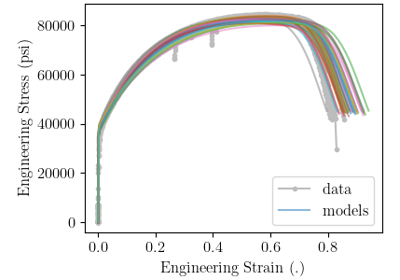 80000
60000
40000
20000
0
Engineering Stress (psi)
data
models
0.0 0.2 0.4 0.6 0.8
Engineering Strain (.)